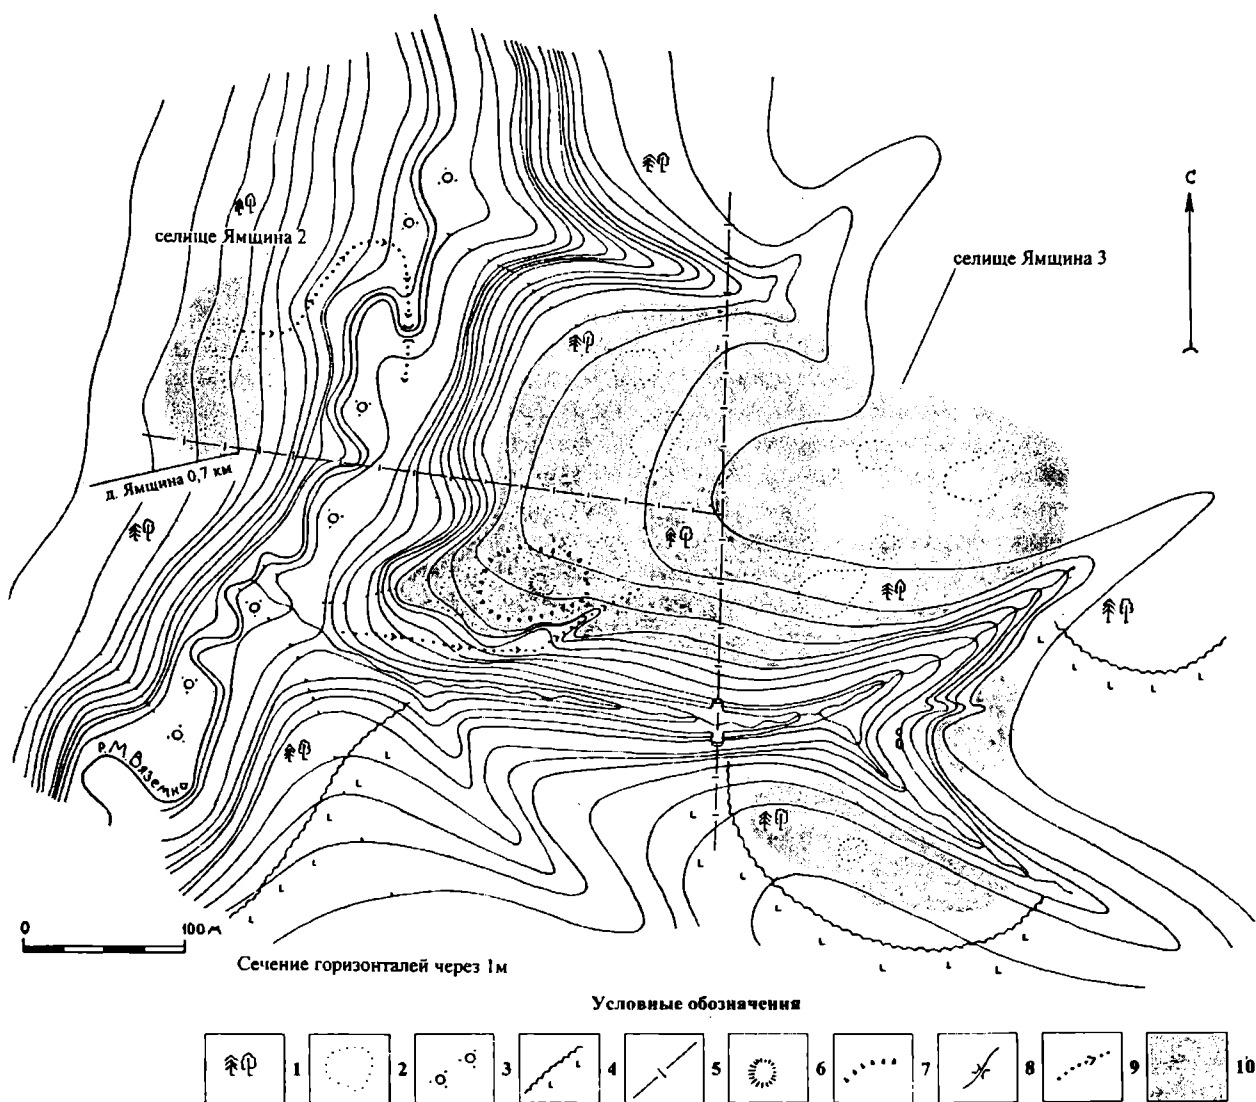 С
селище Ямщина 2
селище Ямщина 3
д. Ямщина 0,7 км
р. М. Вяземка
0 100 м
Сечение горизонталей через 1м
Условные обозначения
1 2 3 4 5 6 7 8 9 10